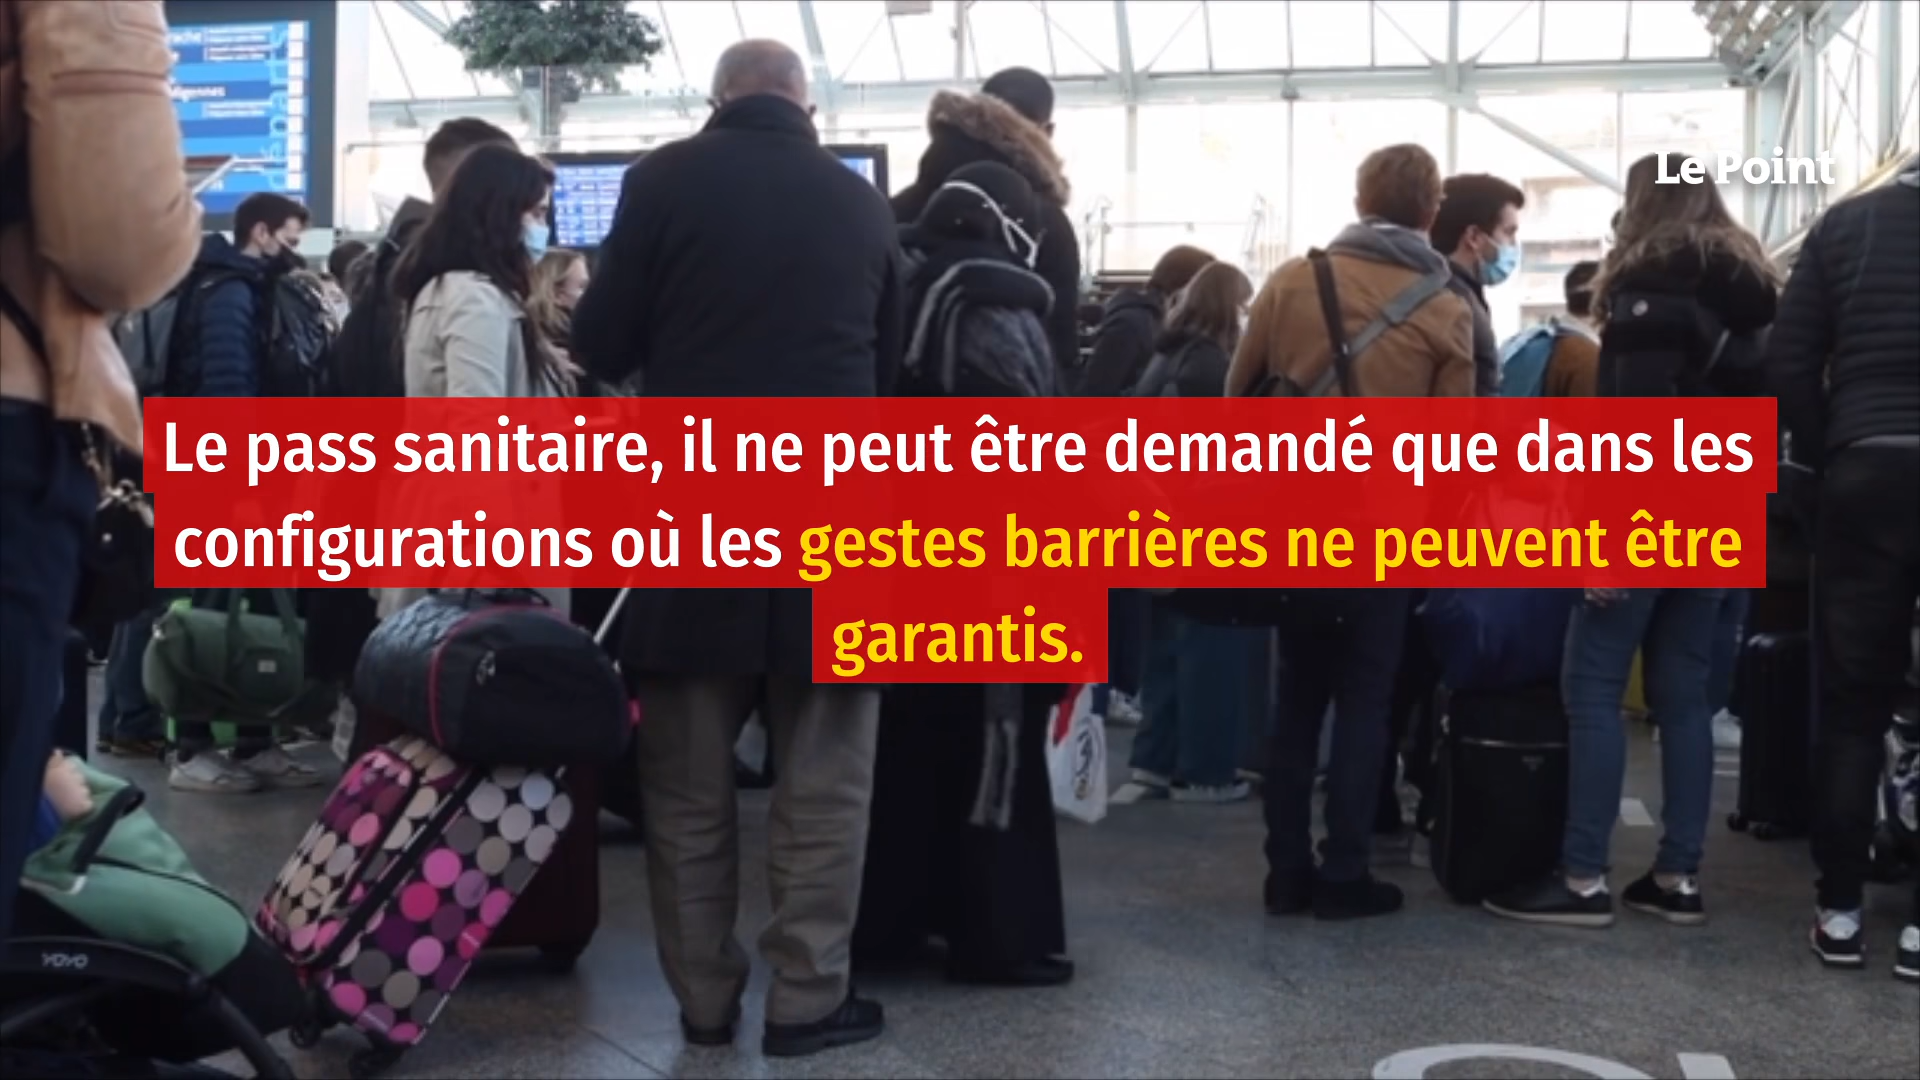 Le Point
Le pass sanitaire, il ne peut être demandé que dans les
configurations où les gestes barrières ne peuvent être
garantis.
YOYO